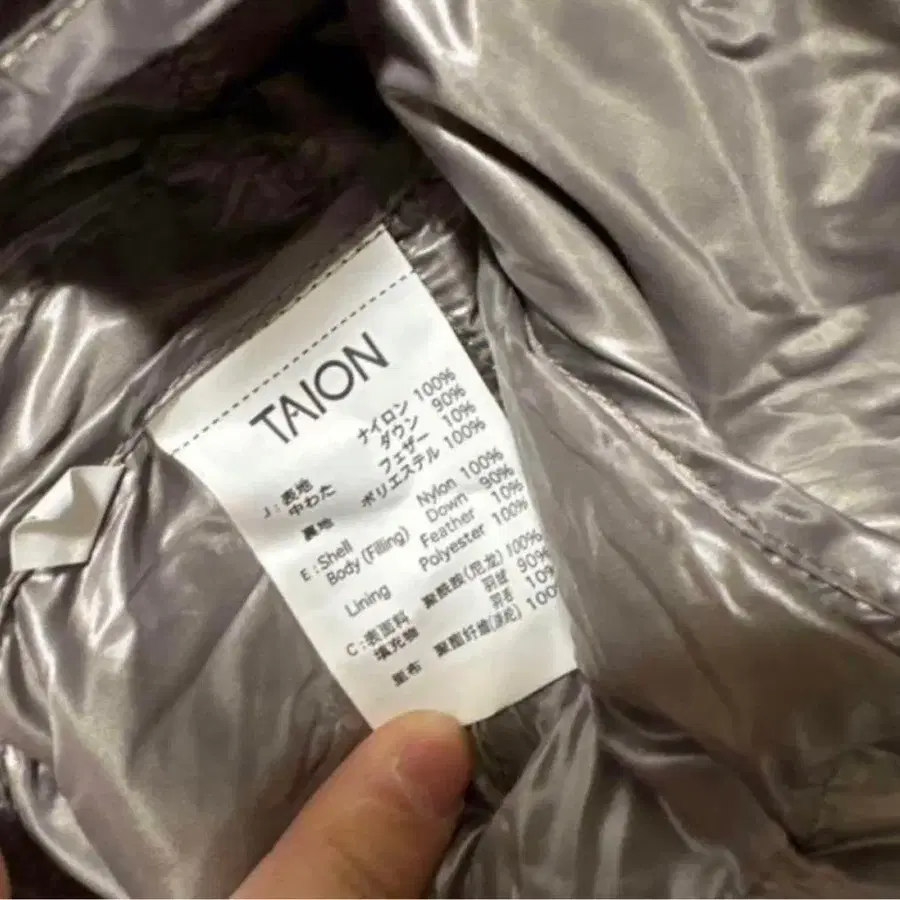 TAION
J：表地 ナイロン 100%
中わた ダウン 90%
フェザー 10%
裏地 ポリエステル 100%
E：Shell Nylon 100%
Body (Filling) Down 90%
Feather 10%
Lining Polyester 100%
C：表面料 聚酰胺(尼龙) 100%
填充物 羽绒 90%
羽毛 10%
里布 聚酯纤维(涤纶) 100